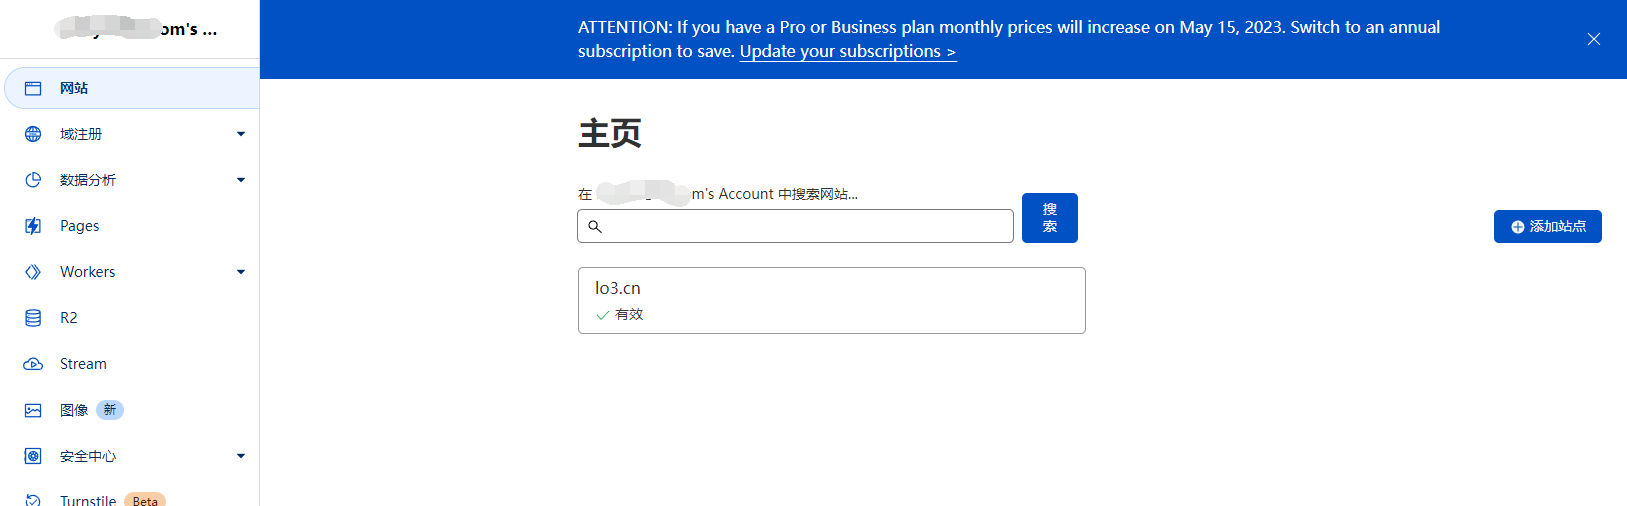 om's ...
网站
域注册
数据分析
Pages
Workers
R2
Stream
图像 新
安全中心
Turnstile Beta
ATTENTION: If you have a Pro or Business plan monthly prices will increase on May 15, 2023. Switch to an annual
subscription to save. Update your subscriptions >
主页
在 m's Account 中搜索网站...
搜
索
添加站点
lo3.cn
有效